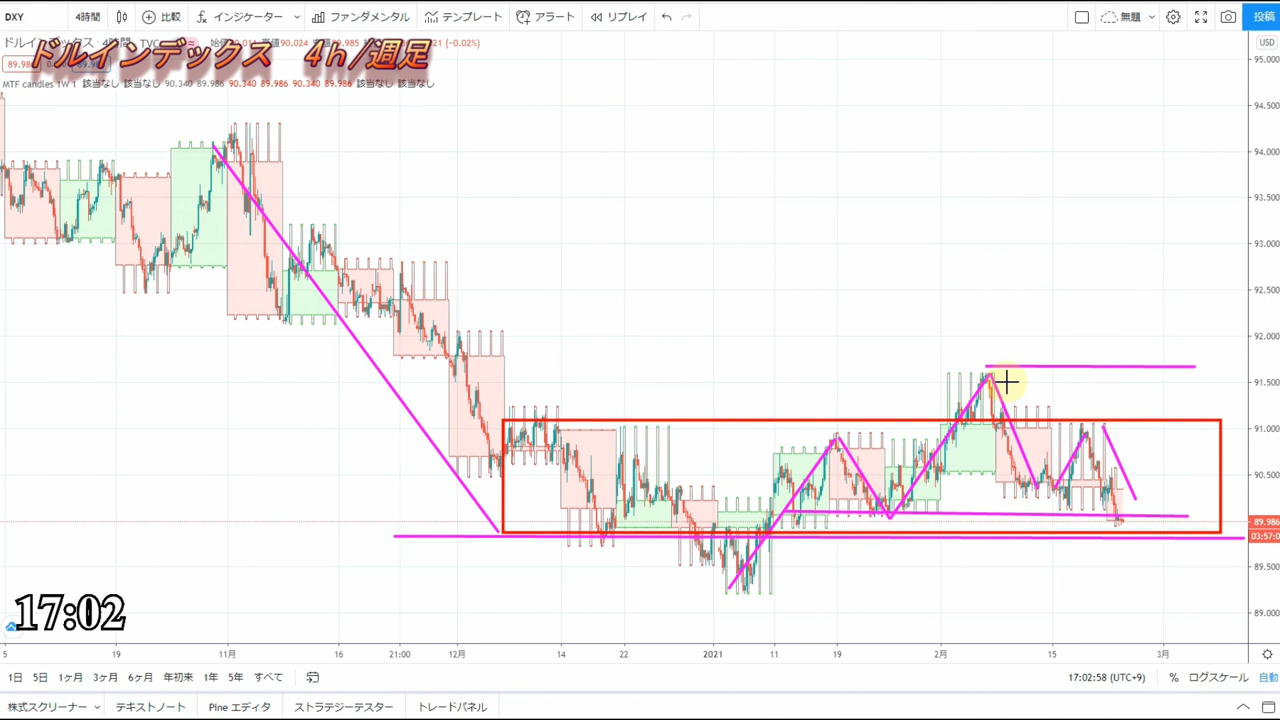 DXY 4時間 比較 インジケーター ファンダメンタル テンプレート アラート リプレイ 無題 投稿
ドルインデックス 4h/週足
USD
MTF candles 1W 1 該当なし 該当なし 90.340 89.986 90.340 89.986 90.340 89.986 該当なし 該当なし
95.000
94.500
94.000
93.500
93.000
92.500
92.000
91.500
91.000
90.500
89.986
03:57:0
89.500
89.000
17:02
5 19 11月 16 21:00 12月 14 22 2021 11 19 2月 15 3月
1日 5日 1ヶ月 3ヶ月 6ヶ月 年初来 1年 5年 すべて 17:02:58 (UTC+9) % ログスケール 自動
株式スクリーナー テキストノート Pine エディタ ストラテジーテスター トレードパネル